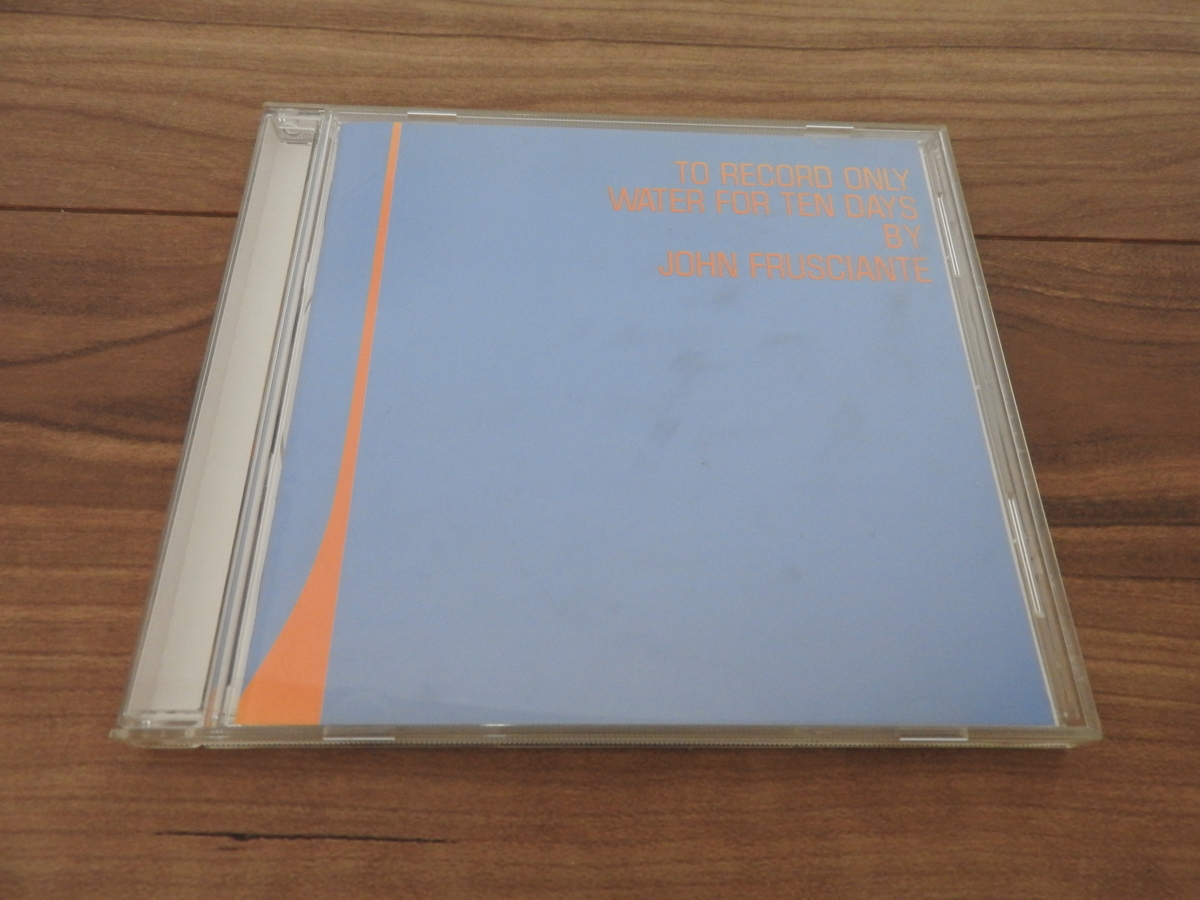 TO RECORD ONLY
WATER FOR TEN DAYS
BY
JOHN FRUSCIANTE